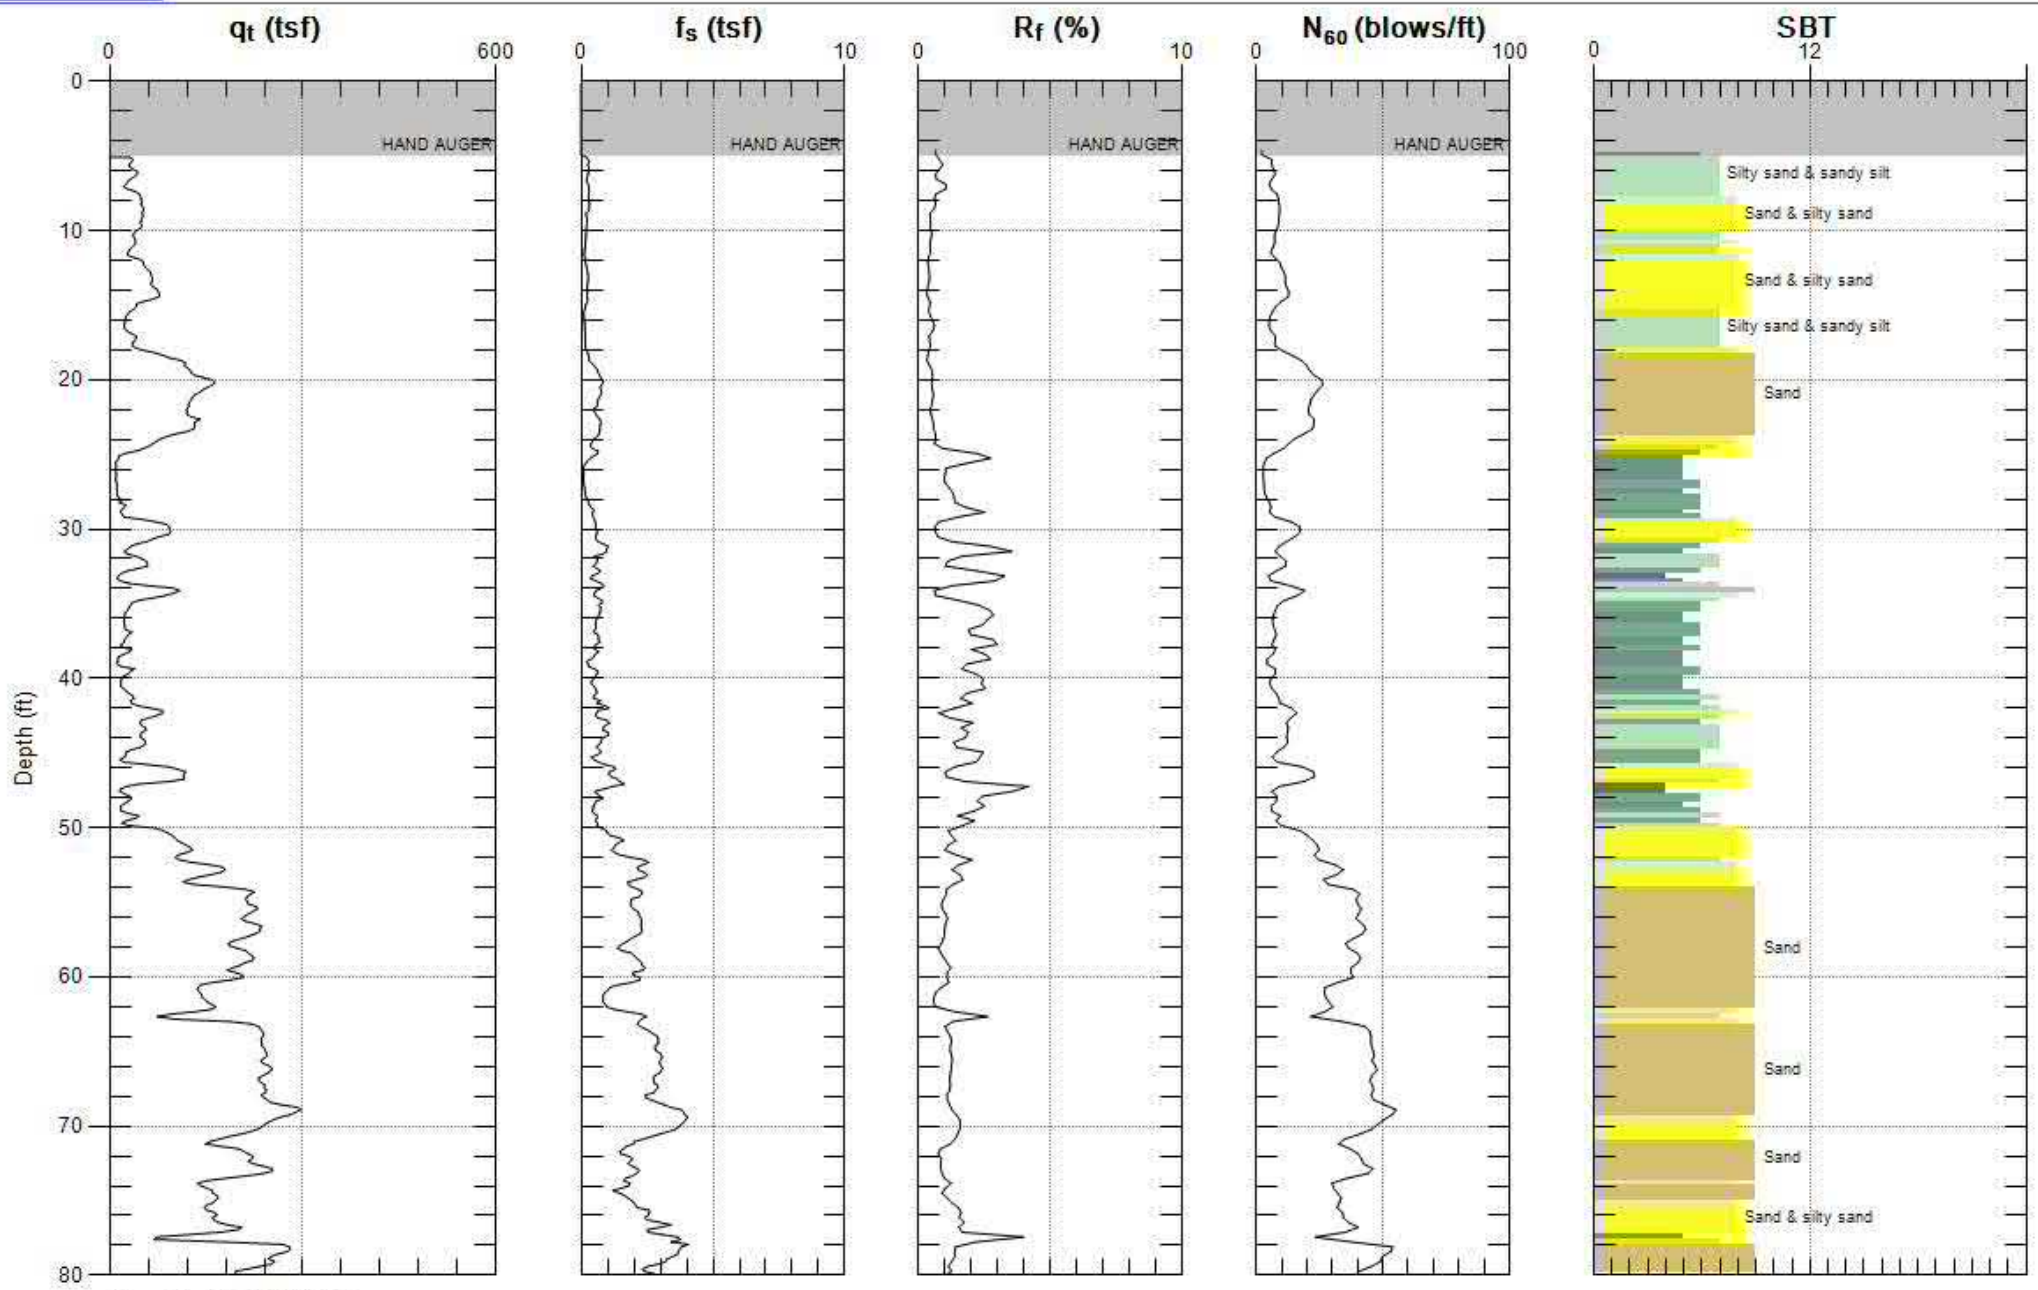 qt (tsf) fs (tsf) Rf (%) N60 (blows/ft) SBT
0 600 0 10 0 10 0 100 0 12
0
HAND AUGER HAND AUGER HAND AUGER HAND AUGER
Silty sand & sandy silt
Sand & silty sand
10
Sand & silty sand
Silty sand & sandy silt
20
Sand
30
40
Depth (ft)
50
Sand
60
Sand
70
Sand
Sand & silty sand
80